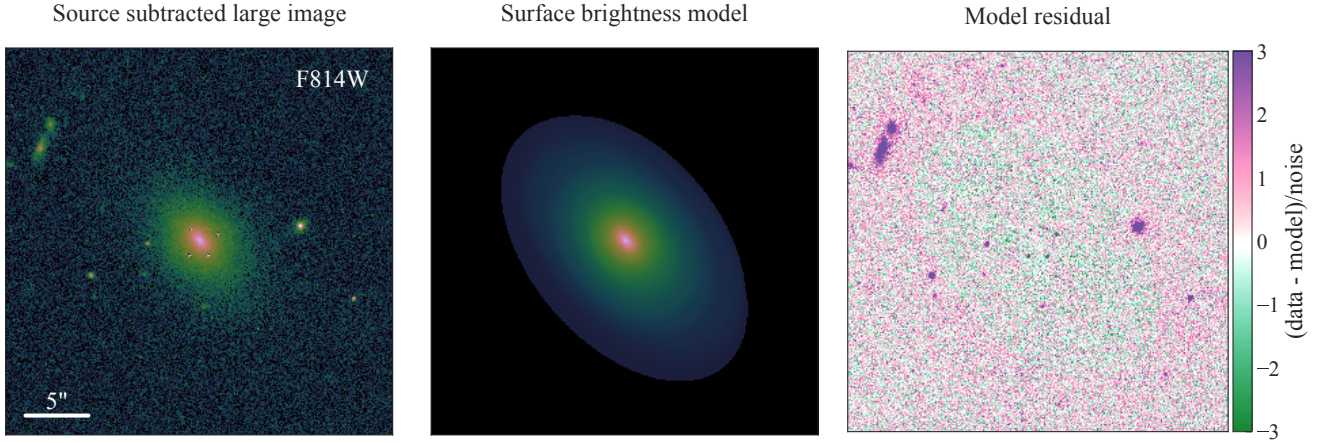 Source subtracted large image
Surface brightness model
Model residual
F814W
5"
3
2
1
0
−1
−2
−3
(data - model)/noise